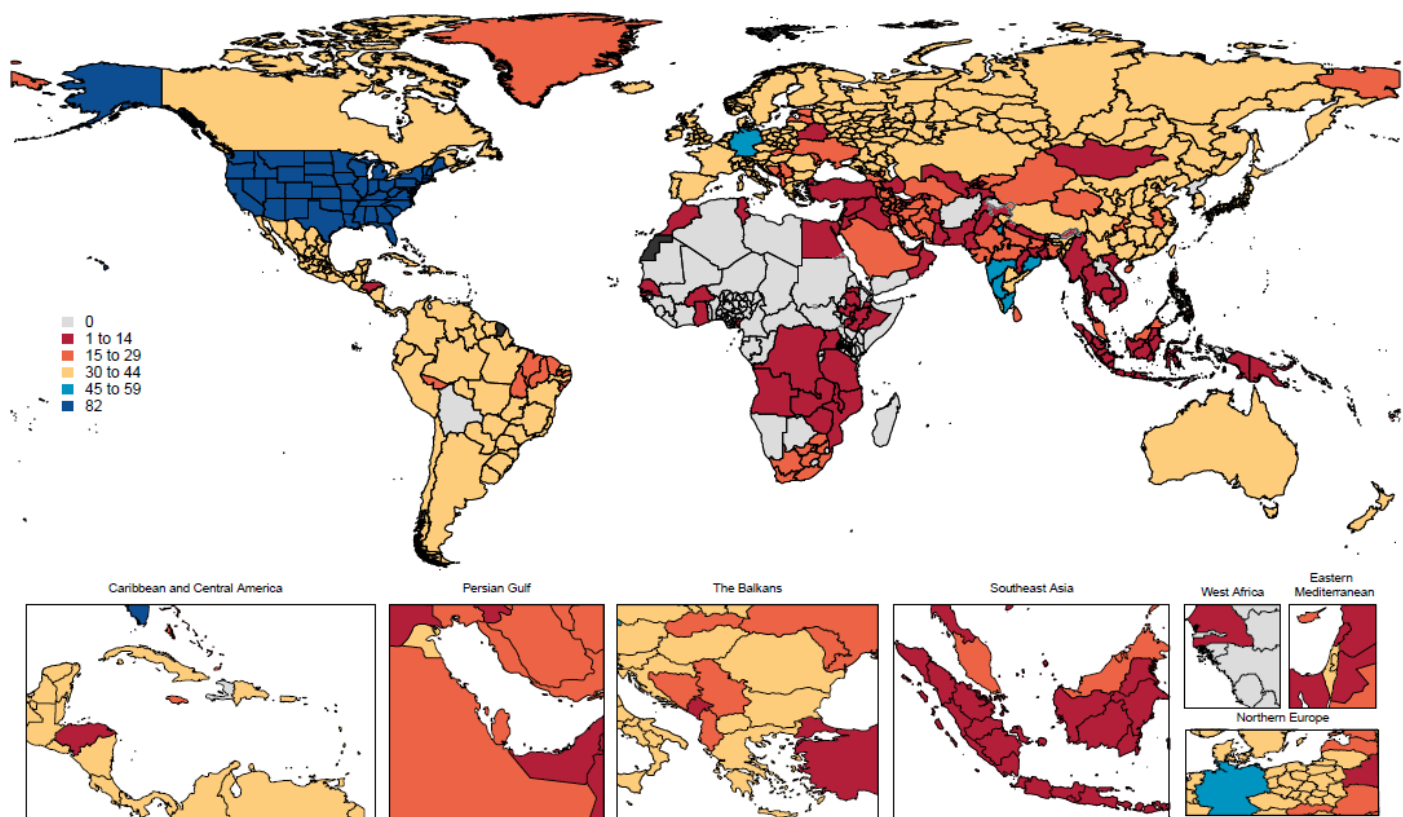 0
1 to 14
15 to 29
30 to 44
45 to 59
82
Caribbean and Central America
Persian Gulf
The Balkans
Southeast Asia
West Africa
Eastern
Mediterranean
Northern Europe